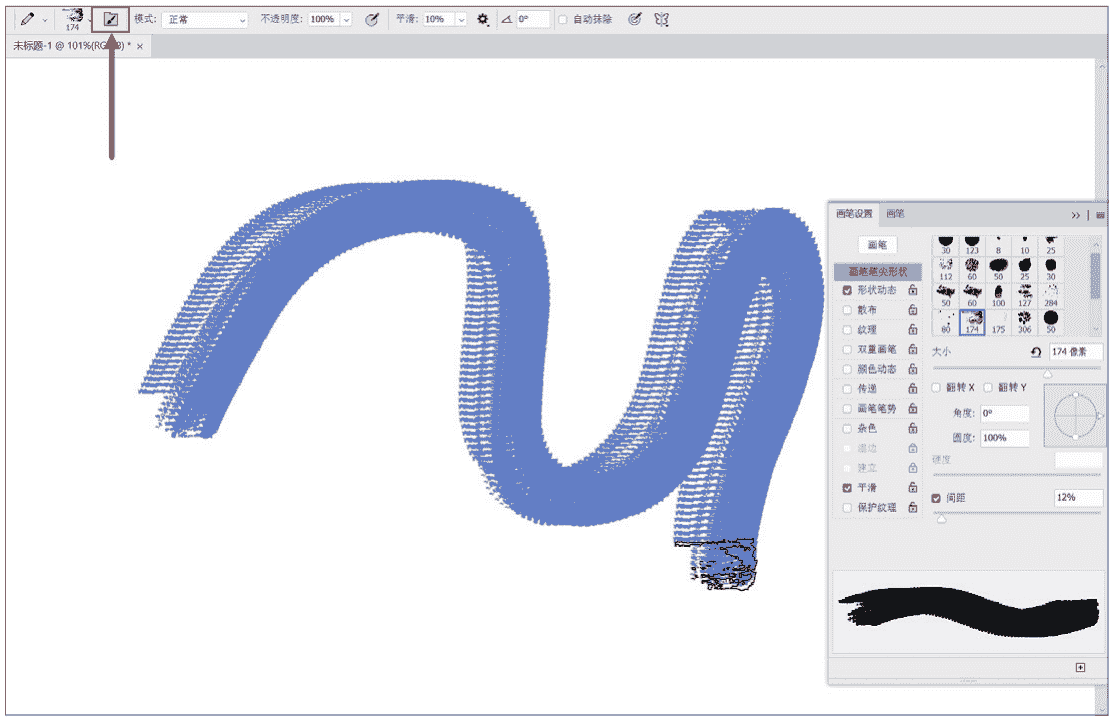 174 模式: 正常 不透明度: 100% 平滑: 10% 0° 自动抹除
未标题-1 @ 101%(RG *
画笔设置 画笔
画笔
30 123 8 10 25
112 60 50 25 30
50 60 100 127 284
80 174 175 306 50
画笔笔尖形状
形状动态
散布
纹理
双重画笔
颜色动态
传递
画笔笔势
杂色
湿边
建立
平滑
保护纹理
大小 174 像素
翻转 X 翻转 Y
角度: 0°
圆度: 100%
硬度
间距 12%